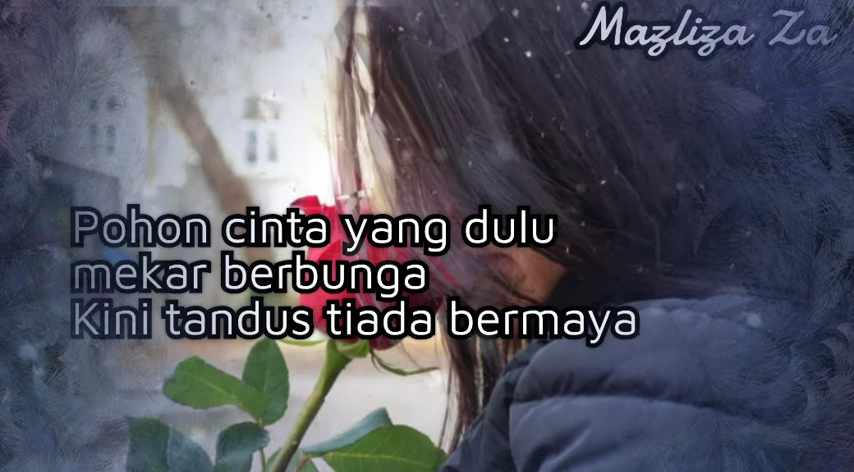 Mazliza Za
Pohon cinta yang dulu
mekar berbunga
Kini tandus tiada bermaya